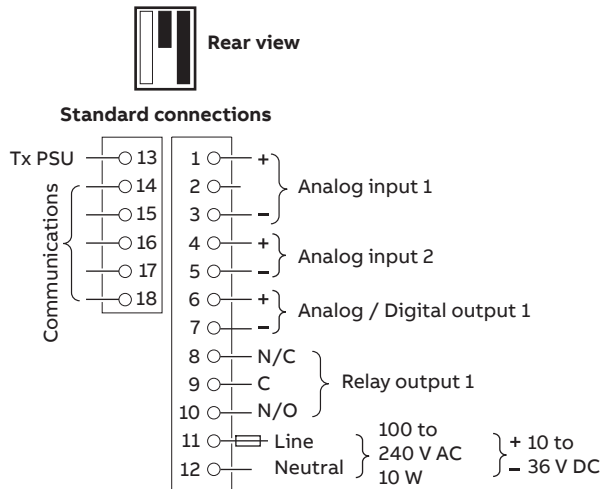 Rear view
Standard connections
Tx PSU 13
Communications
14
15
16
17
18
1 + Analog input 1
2
3 –
4 + Analog input 2
5 –
6 + Analog / Digital output 1
7 –
8 N/C
9 C Relay output 1
10 N/O
11 Line 100 to + 10 to
240 V AC
12 Neutral – 36 V DC
10 W